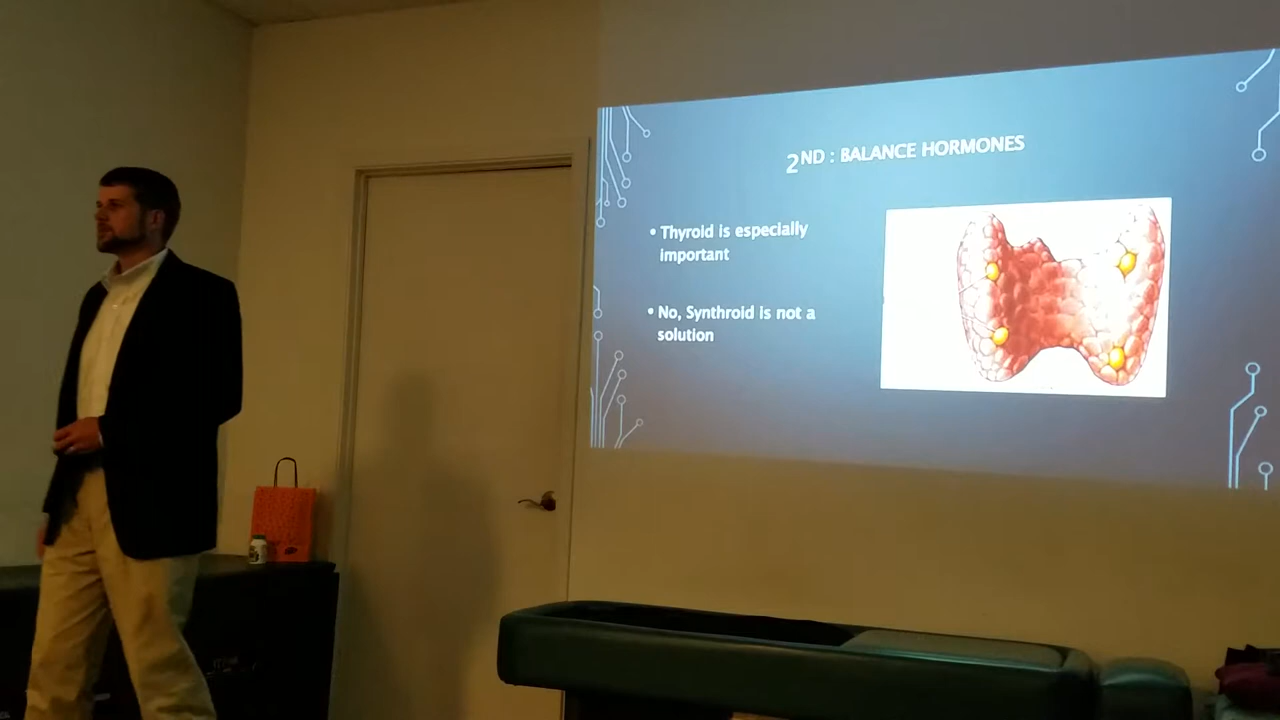 2ND : BALANCE HORMONES
• Thyroid is especially
important
• No, Synthroid is not a
solution